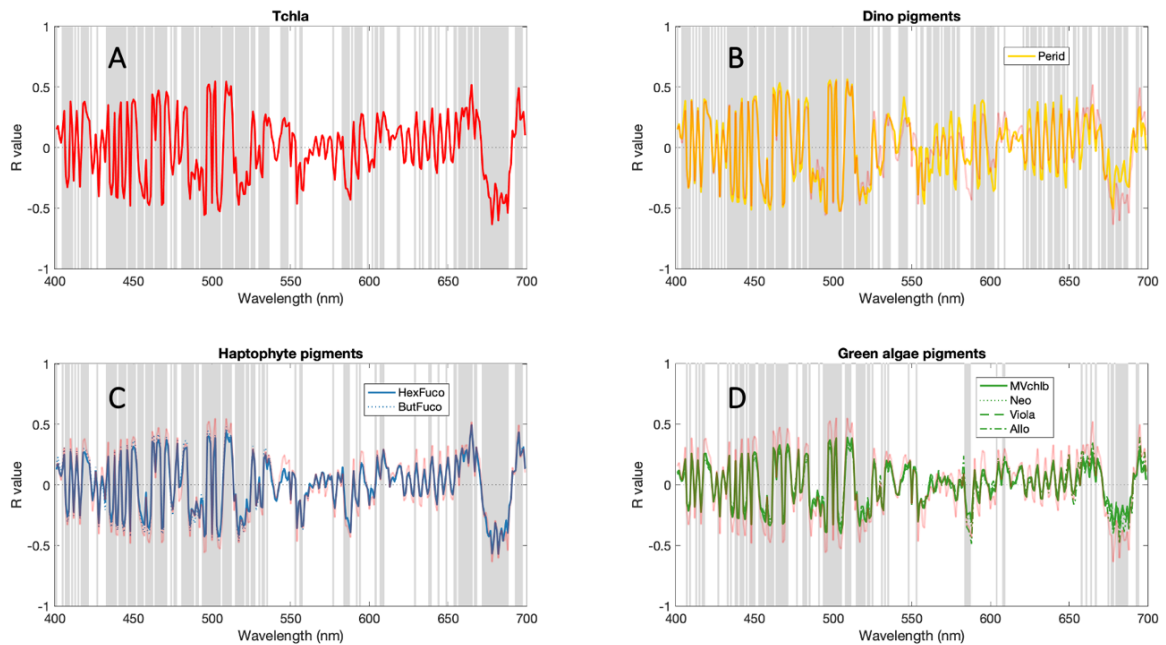 Tchla
A
1
0.5
0
-0.5
-1
R value
400 450 500 550 600 650 700
Wavelength (nm)
Dino pigments
B
Perid
1
0.5
0
-0.5
-1
R value
400 450 500 550 600 650 700
Wavelength (nm)
Haptophyte pigments
C
HexFuco
ButFuco
1
0.5
0
-0.5
-1
R value
400 450 500 550 600 650 700
Wavelength (nm)
Green algae pigments
D
MVchlb
Neo
Viola
Allo
1
0.5
0
-0.5
-1
R value
400 450 500 550 600 650 700
Wavelength (nm)